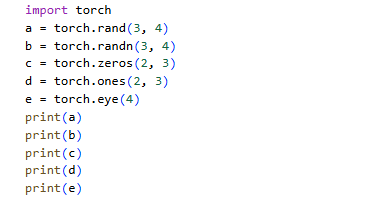 import torch
a = torch.rand(3, 4)
b = torch.randn(3, 4)
c = torch.zeros(2, 3)
d = torch.ones(2, 3)
e = torch.eye(4)
print(a)
print(b)
print(c)
print(d)
print(e)